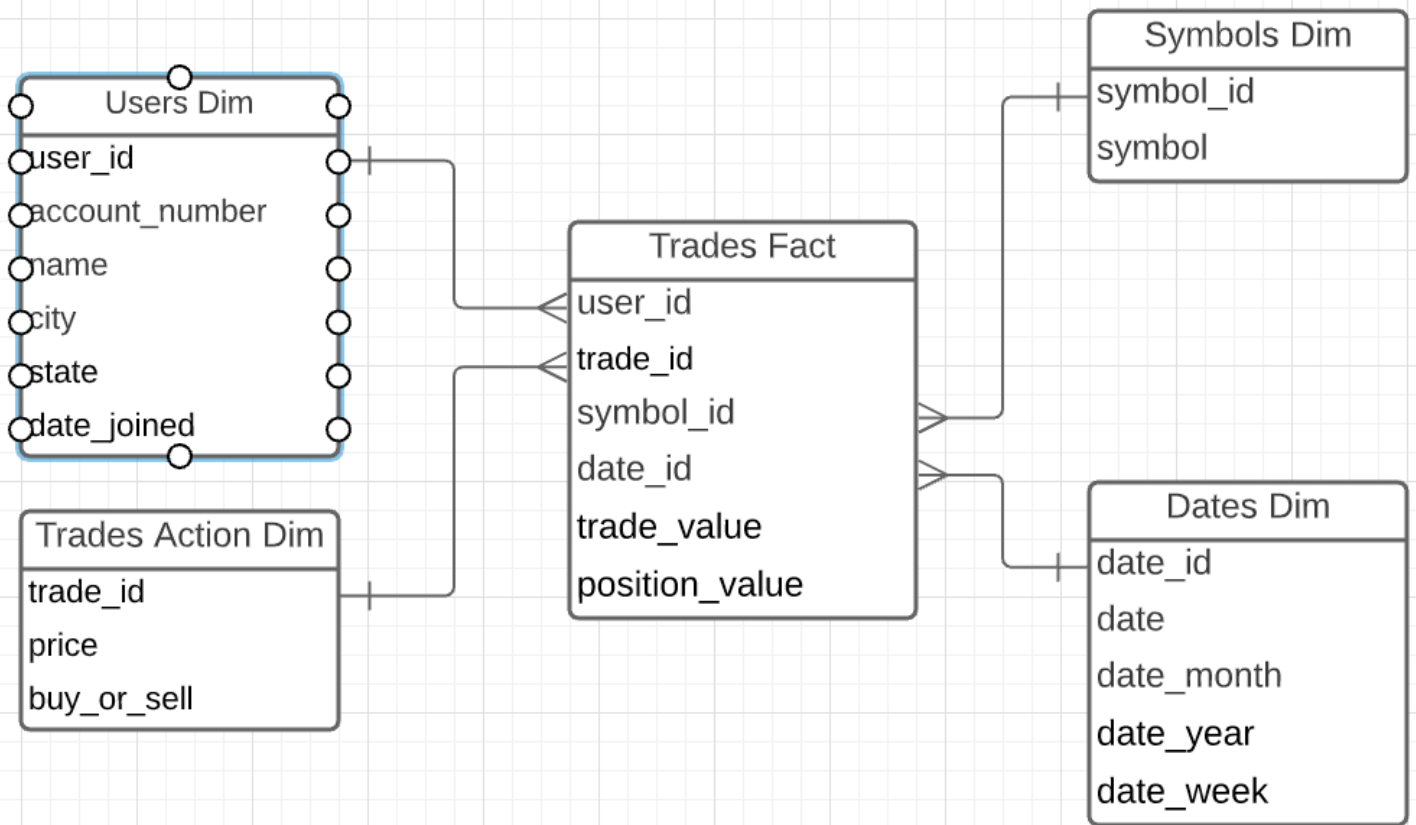 Users Dim
user_id
account_number
name
city
state
date_joined
Trades Action Dim
trade_id
price
buy_or_sell
Trades Fact
user_id
trade_id
symbol_id
date_id
trade_value
position_value
Symbols Dim
symbol_id
symbol
Dates Dim
date_id
date
date_month
date_year
date_week